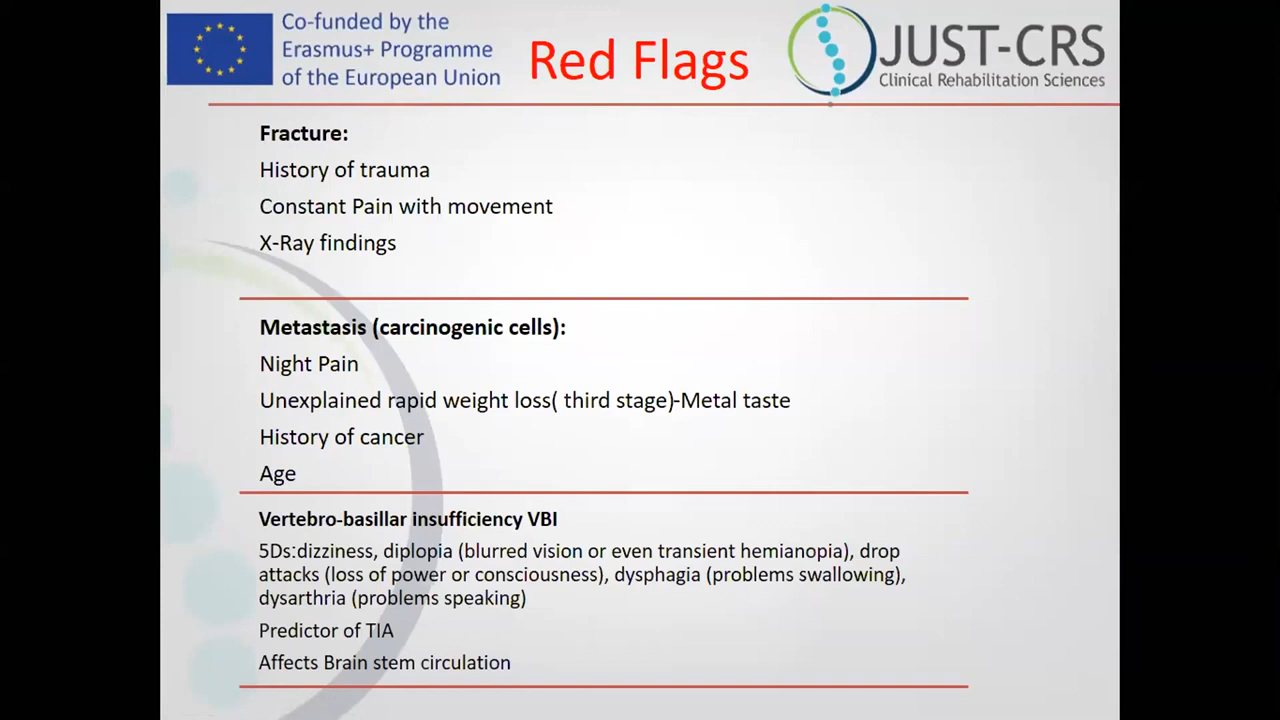 Co-funded by the
Erasmus+ Programme
of the European Union
Red Flags
JUST-CRS
Clinical Rehabilitation Sciences
Fracture:
History of trauma
Constant Pain with movement
X-Ray findings
Metastasis (carcinogenic cells):
Night Pain
Unexplained rapid weight loss( third stage)-Metal taste
History of cancer
Age
Vertebro-basillar insufficiency VBI
5Ds:dizziness, diplopia (blurred vision or even transient hemianopia), drop
attacks (loss of power or consciousness), dysphagia (problems swallowing),
dysarthria (problems speaking)
Predictor of TIA
Affects Brain stem circulation